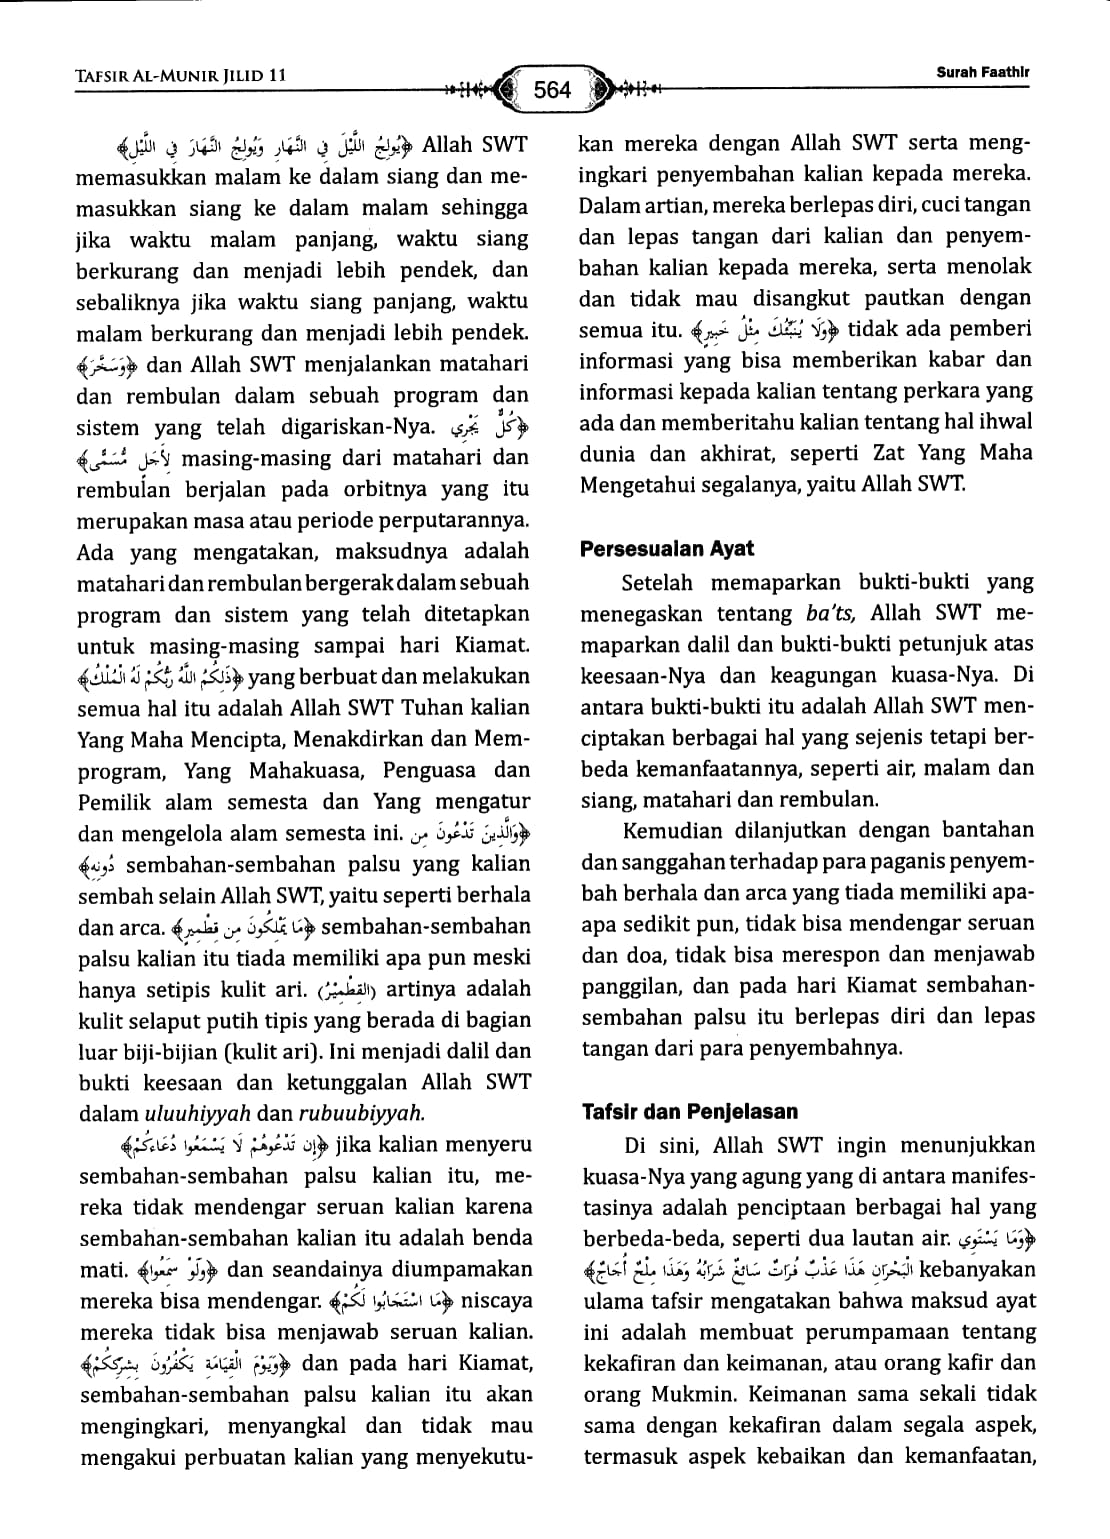 TAFSIR AL-MUNIR JILID 11
564
Surah Faathir
﴿يُولِجُ اللَّيْلَ فِي النَّهَارِ وَيُولِجُ النَّهَارَ فِي اللَّيْلِ﴾ Allah SWT
memasukkan malam ke dalam siang dan me-
masukkan siang ke dalam malam sehingga
jika waktu malam panjang, waktu siang
berkurang dan menjadi lebih pendek, dan
sebaliknya jika waktu siang panjang, waktu
malam berkurang dan menjadi lebih pendek.
﴿وَسَخَّرَ﴾ dan Allah SWT menjalankan matahari
dan rembulan dalam sebuah program dan
sistem yang telah digariskan-Nya. ﴿كُلٌّ يَجْرِي
لِأَجَلٍ مُّسَمًّى﴾ masing-masing dari matahari dan
rembulan berjalan pada orbitnya yang itu
merupakan masa atau periode perputarannya.
Ada yang mengatakan, maksudnya adalah
matahari dan rembulan bergerak dalam sebuah
program dan sistem yang telah ditetapkan
untuk masing-masing sampai hari Kiamat.
﴿ذَلِكُمُ اللَّهُ رَبُّكُمْ لَهُ الْمُلْكُ﴾ yang berbuat dan melakukan
semua hal itu adalah Allah SWT Tuhan kalian
Yang Maha Mencipta, Menakdirkan dan Mem-
program, Yang Mahakuasa, Penguasa dan
Pemilik alam semesta dan Yang mengatur
dan mengelola alam semesta ini. ﴿وَالَّذِينَ تَدْعُونَ مِن
دُونِهِ﴾ sembahan-sembahan palsu yang kalian
sembah selain Allah SWT, yaitu seperti berhala
dan arca. ﴿مَا يَمْلِكُونَ مِن قِطْمِيرٍ﴾ sembahan-sembahan
palsu kalian itu tiada memiliki apa pun meski
hanya setipis kulit ari. (القِطْمِيْرُ) artinya adalah
kulit selaput putih tipis yang berada di bagian
luar biji-bijian (kulit ari). Ini menjadi dalil dan
bukti keesaan dan ketunggalan Allah SWT
dalam uluuhiyyah dan rubuubiyyah.
﴿إِن تَدْعُوهُمْ لَا يَسْمَعُوا دُعَاءَكُمْ﴾ jika kalian menyeru
sembahan-sembahan palsu kalian itu, me-
reka tidak mendengar seruan kalian karena
sembahan-sembahan kalian itu adalah benda
mati. ﴿وَلَوْ سَمِعُوا﴾ dan seandainya diumpamakan
mereka bisa mendengar. ﴿مَا اسْتَجَابُوا لَكُمْ﴾ niscaya
mereka tidak bisa menjawab seruan kalian.
﴿وَيَوْمَ الْقِيَامَةِ يَكْفُرُونَ بِشِرْكِكُمْ﴾ dan pada hari Kiamat,
sembahan-sembahan palsu kalian itu akan
mengingkari, menyangkal dan tidak mau
mengakui perbuatan kalian yang menyekutu-
kan mereka dengan Allah SWT serta meng-
ingkari penyembahan kalian kepada mereka.
Dalam artian, mereka berlepas diri, cuci tangan
dan lepas tangan dari kalian dan penyem-
bahan kalian kepada mereka, serta menolak
dan tidak mau disangkut pautkan dengan
semua itu. ﴿وَلَا يُنَبِّئُكَ مِثْلُ خَبِيرٍ﴾ tidak ada pemberi
informasi yang bisa memberikan kabar dan
informasi kepada kalian tentang perkara yang
ada dan memberitahu kalian tentang hal ihwal
dunia dan akhirat, seperti Zat Yang Maha
Mengetahui segalanya, yaitu Allah SWT.
Persesuaian Ayat
Setelah memaparkan bukti-bukti yang
menegaskan tentang ba'ts, Allah SWT me-
maparkan dalil dan bukti-bukti petunjuk atas
keesaan-Nya dan keagungan kuasa-Nya. Di
antara bukti-bukti itu adalah Allah SWT men-
ciptakan berbagai hal yang sejenis tetapi ber-
beda kemanfaatannya, seperti air, malam dan
siang, matahari dan rembulan.
Kemudian dilanjutkan dengan bantahan
dan sanggahan terhadap para paganis penyem-
bah berhala dan arca yang tiada memiliki apa-
apa sedikit pun, tidak bisa mendengar seruan
dan doa, tidak bisa merespon dan menjawab
panggilan, dan pada hari Kiamat sembahan-
sembahan palsu itu berlepas diri dan lepas
tangan dari para penyembahnya.
Tafsir dan Penjelasan
Di sini, Allah SWT ingin menunjukkan
kuasa-Nya yang agung yang di antara manifes-
tasinya adalah penciptaan berbagai hal yang
berbeda-beda, seperti dua lautan air. ﴿وَمَا يَسْتَوِي
الْبَحْرَانِ هَذَا عَذْبٌ فُرَاتٌ سَائِغٌ شَرَابُهُ وَهَذَا مِلْحٌ أُجَاجٌ﴾ kebanyakan
ulama tafsir mengatakan bahwa maksud ayat
ini adalah membuat perumpamaan tentang
kekafiran dan keimanan, atau orang kafir dan
orang Mukmin. Keimanan sama sekali tidak
sama dengan kekafiran dalam segala aspek,
termasuk aspek kebaikan dan kemanfaatan,